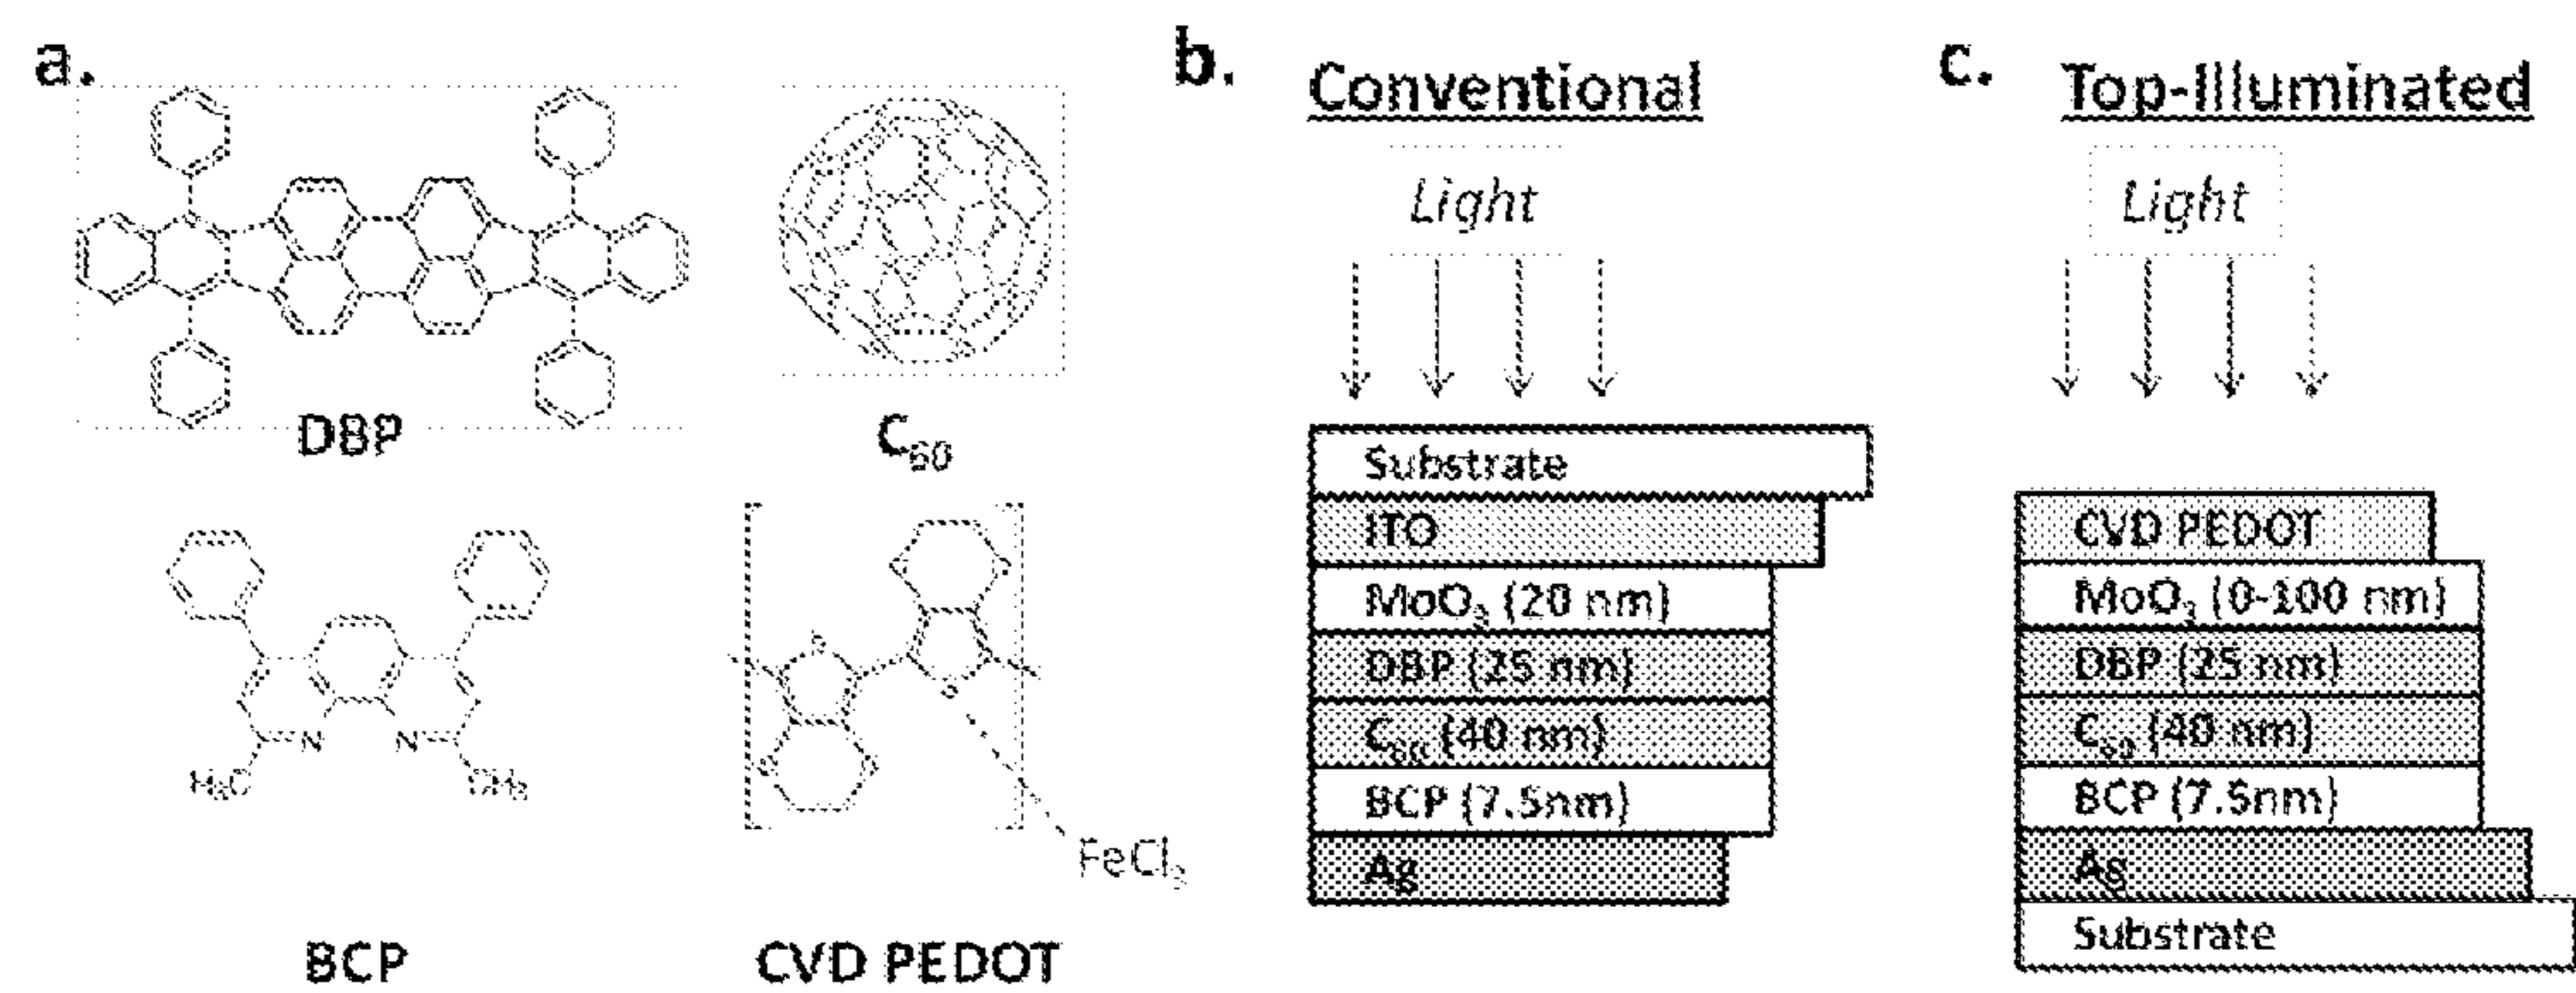 a.
DBP
C60
N N
H3C CH3
BCP
S
O O
S
O O
FeCl3
CVD PEDOT
b.
Conventional
Light
Substrate
ITO
MoO3 (20 nm)
DBP (25 nm)
C60 (40 nm)
BCP (7.5nm)
Ag
c.
Top-Illuminated
Light
CVD PEDOT
MoO3 (0-100 nm)
DBP (25 nm)
C60 (40 nm)
BCP (7.5nm)
Ag
Substrate